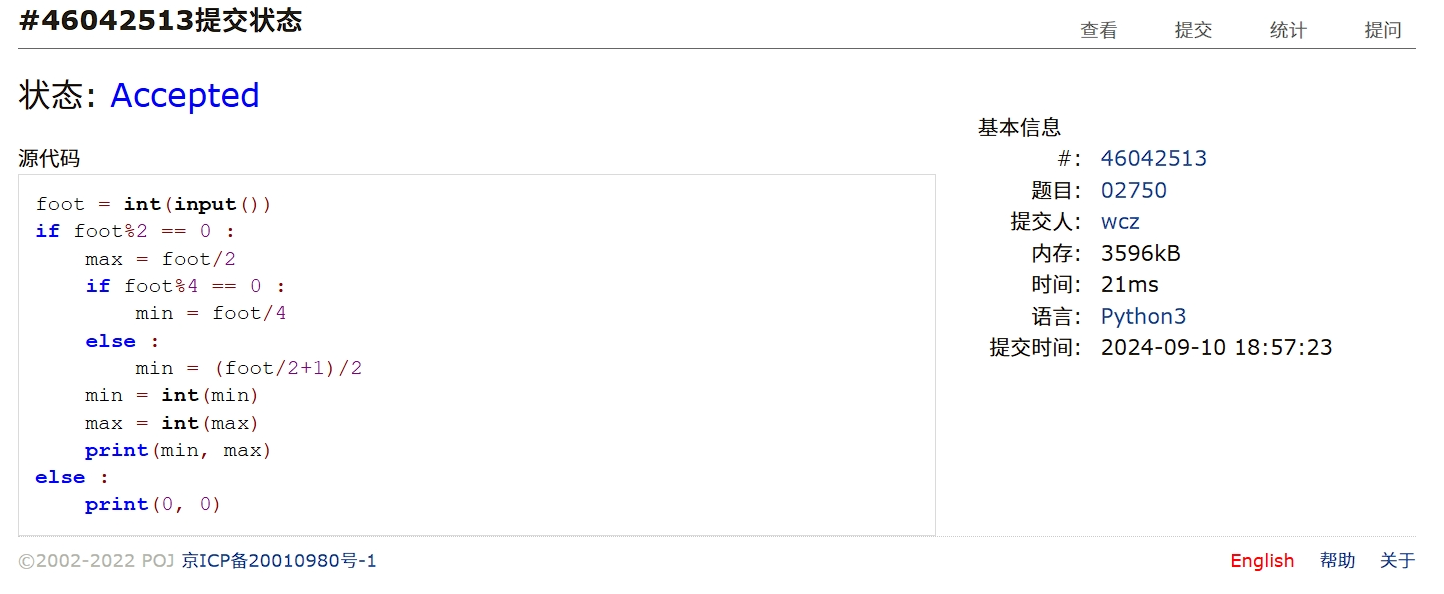 #46042513提交状态
查看 提交 统计 提问
状态: Accepted
源代码
foot = int(input())
if foot%2 == 0 :
    max = foot/2
    if foot%4 == 0 :
        min = foot/4
    else :
        min = (foot/2+1)/2
    min = int(min)
    max = int(max)
    print(min, max)
else :
    print(0, 0)
基本信息
#: 46042513
题目: 02750
提交人: wcz
内存: 3596kB
时间: 21ms
语言: Python3
提交时间: 2024-09-10 18:57:23
©2002-2022 POJ 京ICP备20010980号-1
English 帮助 关于